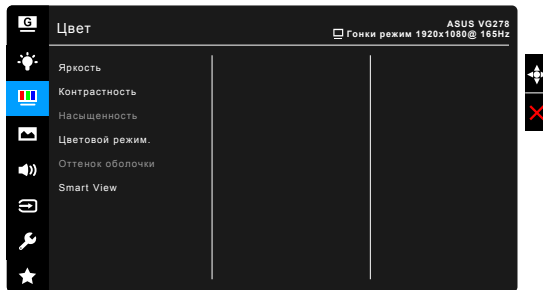 G
Цвет
ASUS VG278
Гонки режим 1920x1080@ 165Hz
Яркость
Контрастность
Насыщенность
Цветовой режим.
Оттенок оболочки
Smart View